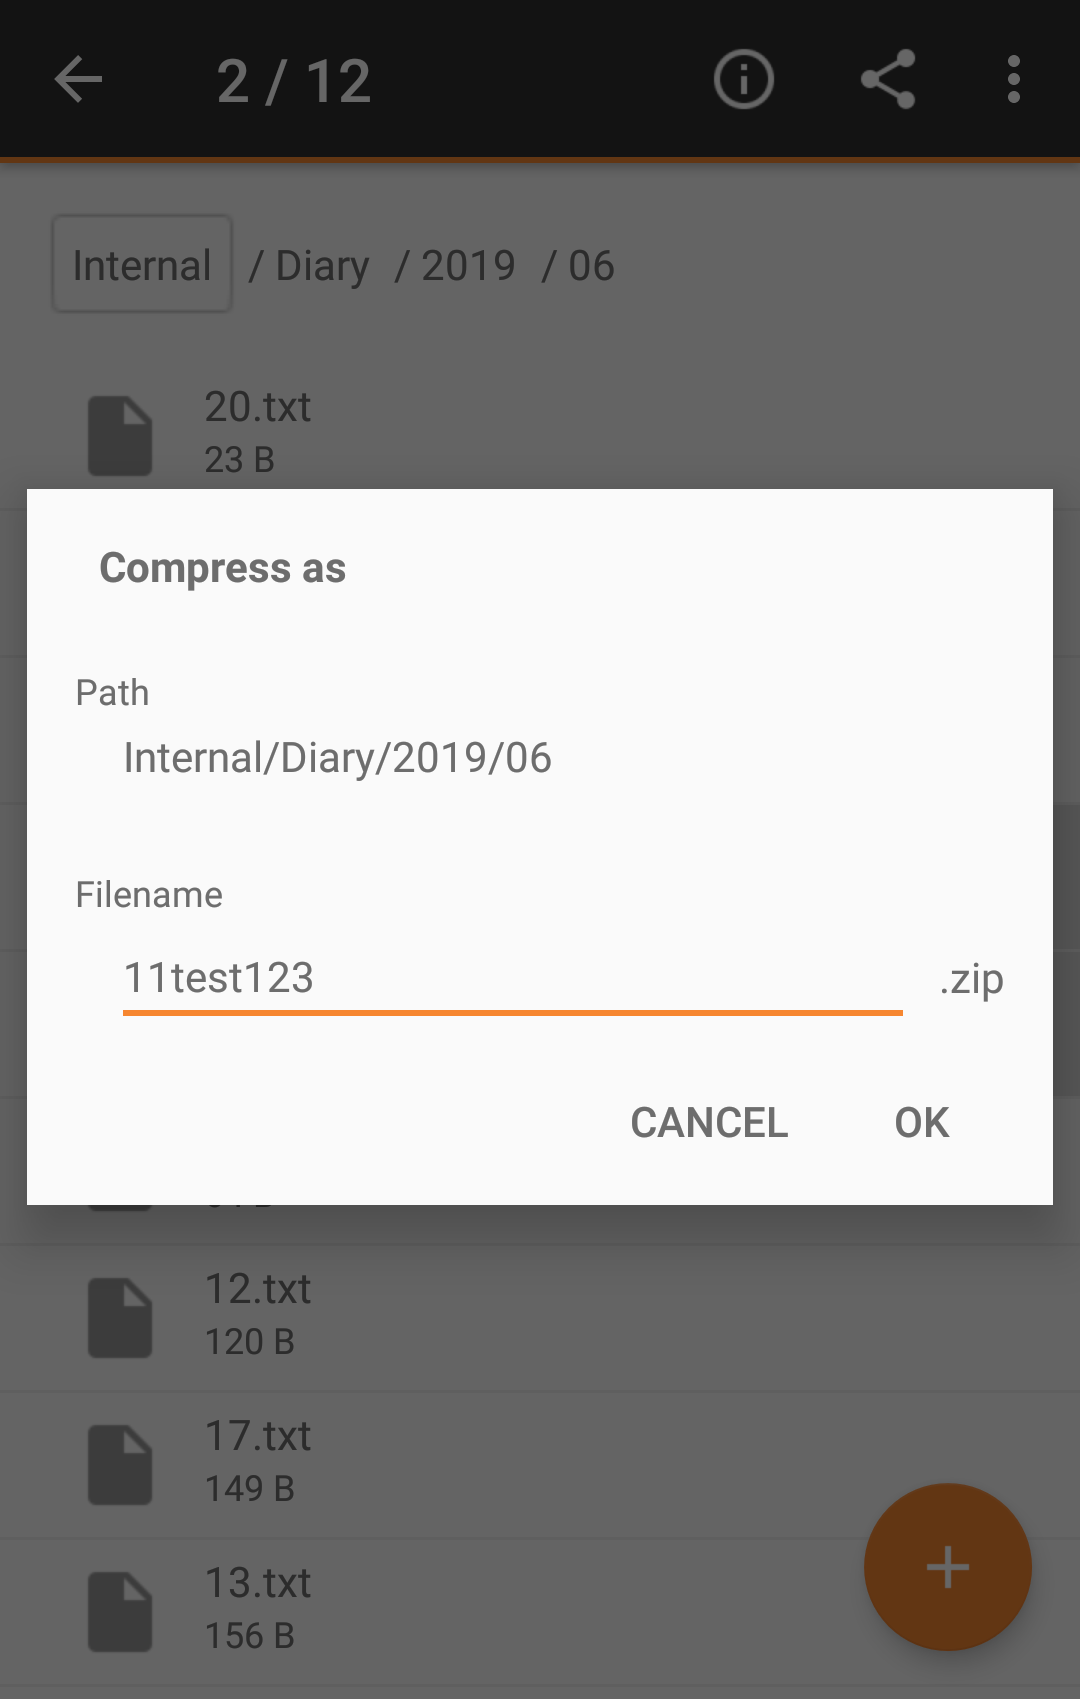 2 / 12
Internal / Diary / 2019 / 06
20.txt
23 B
Compress as
Path
Internal/Diary/2019/06
Filename
11test123 .zip
CANCEL OK
12.txt
120 B
17.txt
149 B
13.txt
156 B